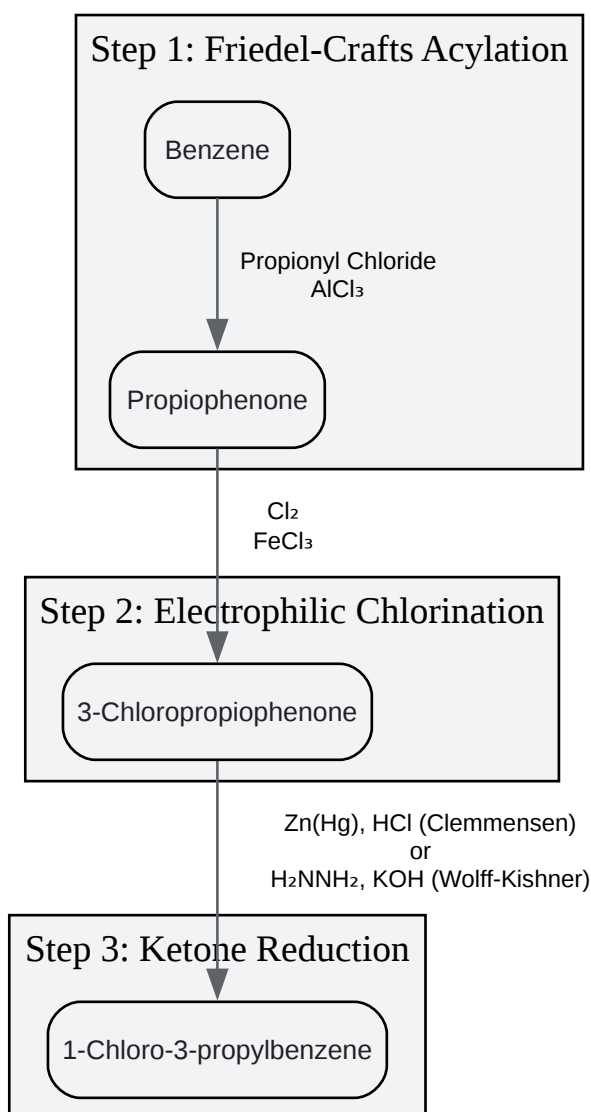 Step 1: Friedel-Crafts Acylation
Benzene
Propionyl Chloride
AlCl₃
Propiophenone
Cl₂
FeCl₃
Step 2: Electrophilic Chlorination
3-Chloropropiophenone
Zn(Hg), HCl (Clemmensen)
or
H₂NNH₂, KOH (Wolff-Kishner)
Step 3: Ketone Reduction
1-Chloro-3-propylbenzene